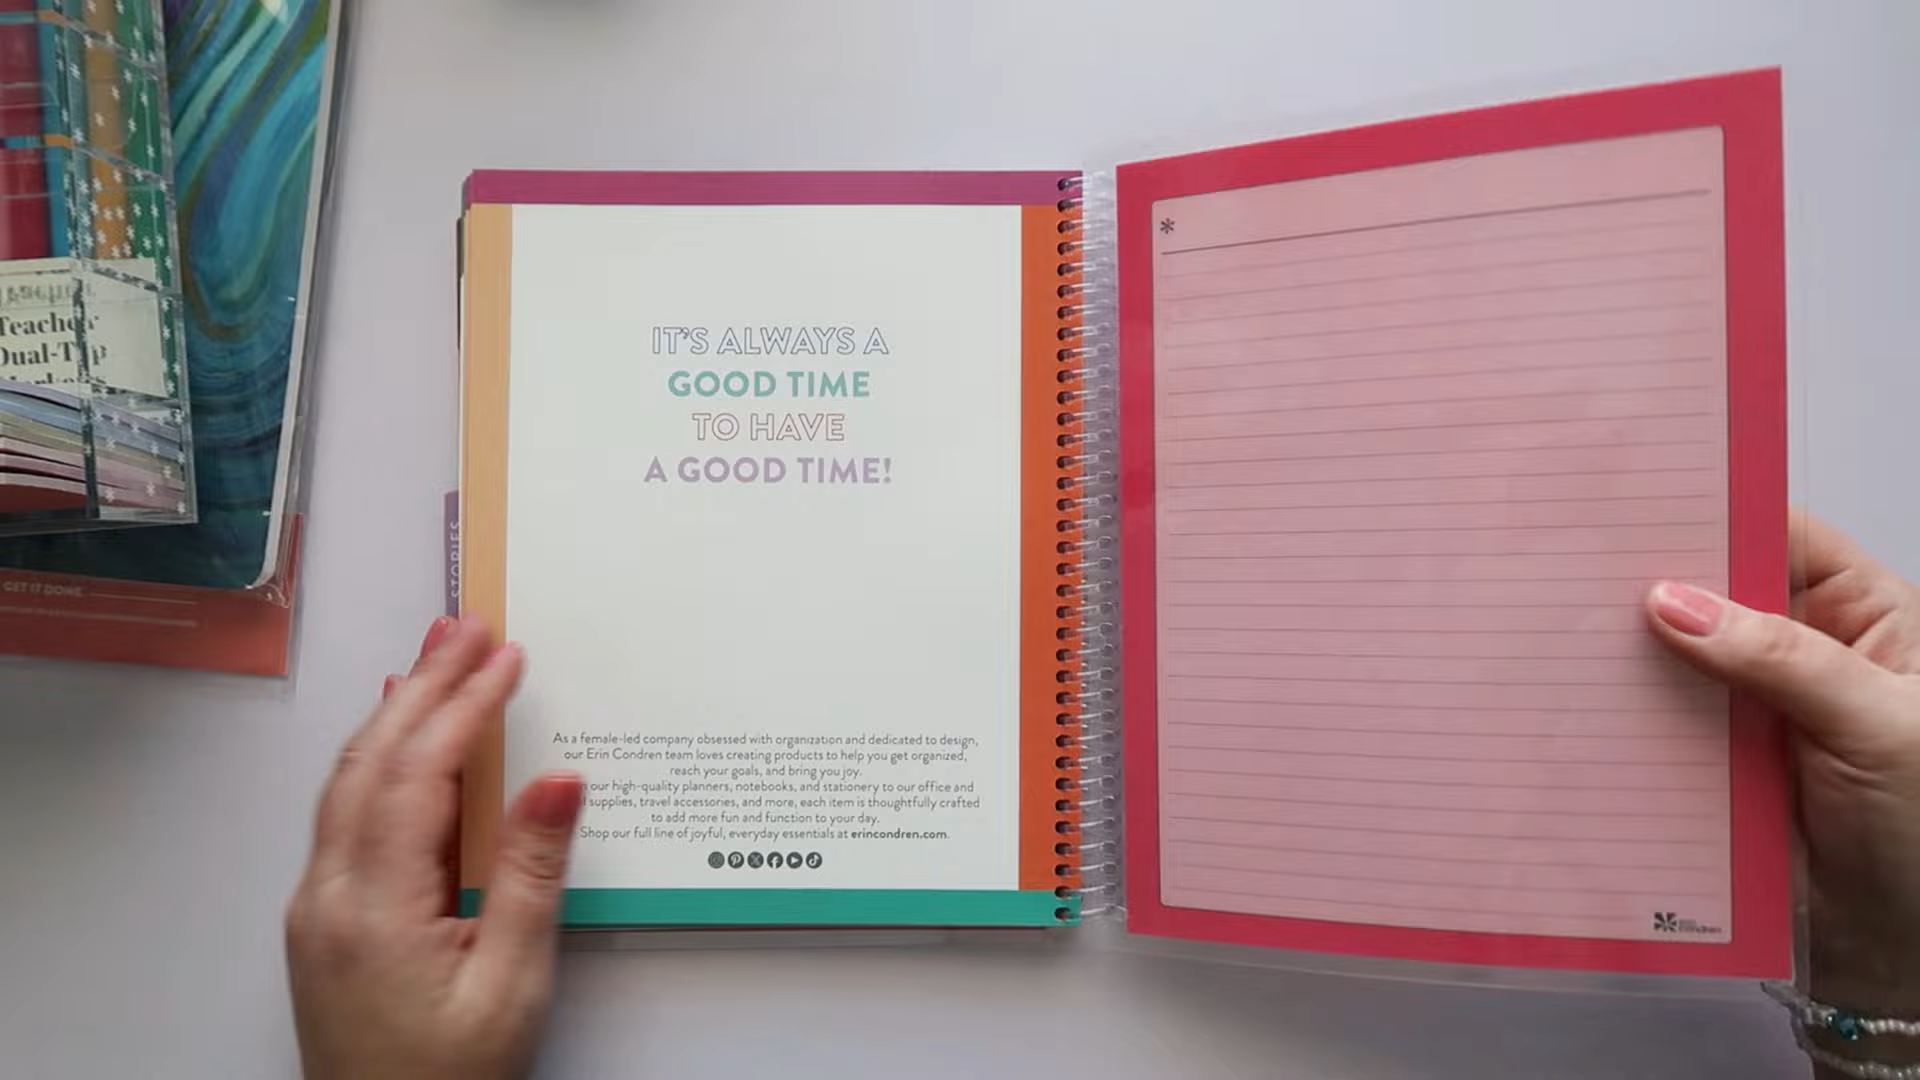 Teacher
Dual-Tip
GET IT DONE
STORIES
IT'S ALWAYS A
GOOD TIME
TO HAVE
A GOOD TIME!
As a female-led company obsessed with organization and dedicated to design,
our Erin Condren team loves creating products to help you get organized,
reach your goals, and bring you joy.
our high-quality planners, notebooks, and stationery to our office and
supplies, travel accessories, and more, each item is thoughtfully crafted
to add more fun and function to your day.
Shop our full line of joyful, everyday essentials at erincondren.com.
*
erin
condren